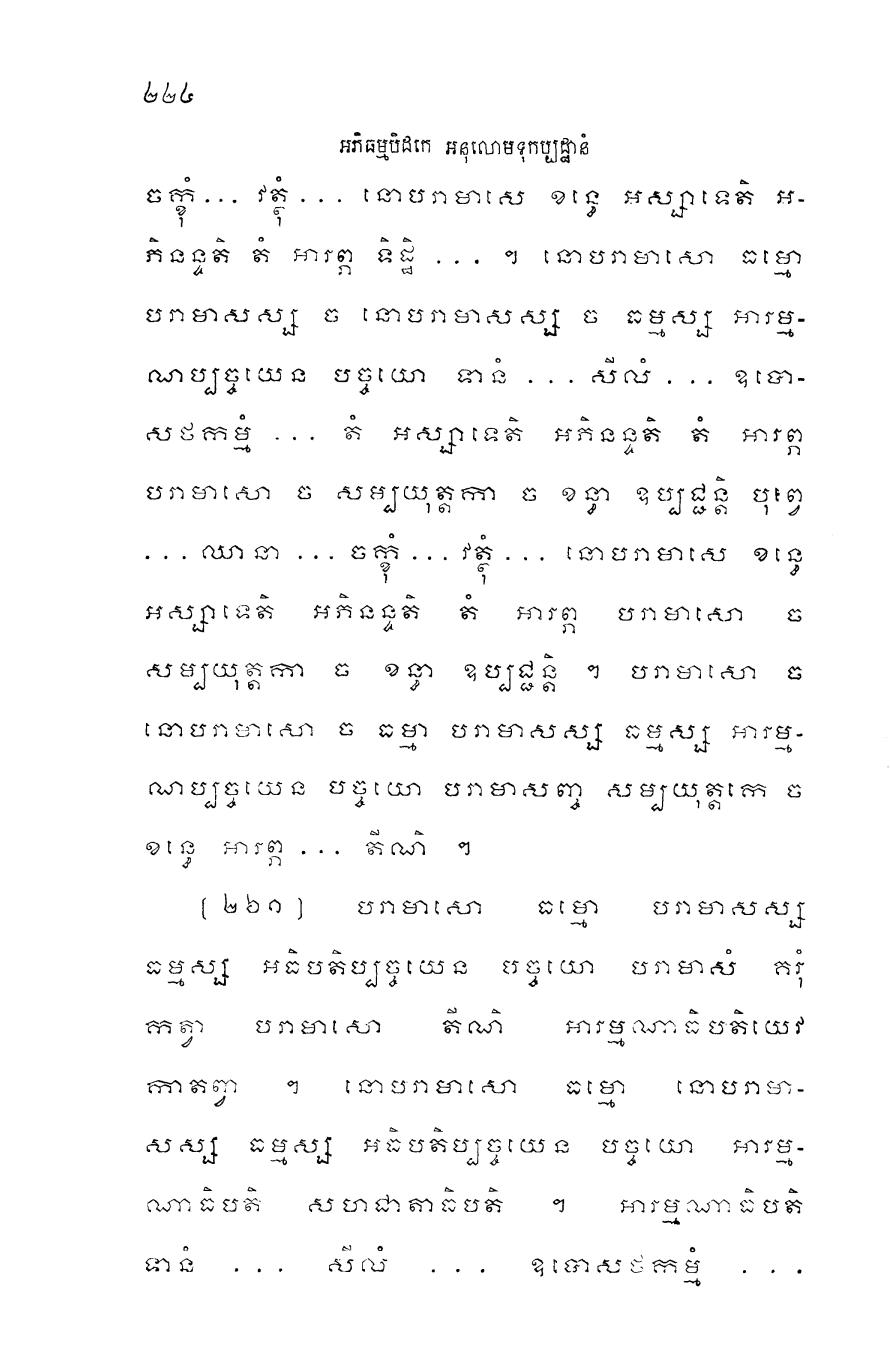 ២២៤
អភិធម្មបិដកេ អនុលោមទុកប្បដ្ឋានំ
ចក្ខុំ... វត្ថុំ... នោបរាមាសេ ខន្ធេ អស្សាទេតិ អ-
ភិនន្ទតិ តំ អារព្ភ ទិដ្ឋិ ... ។ នោបរាមាសោ ធម្មោ
បរាមាសស្ស ច នោបរាមាសស្ស ច ធម្មស្ស អារម្ម-
ណប្បច្ចយេន បច្ចយោ ទានំ ... សីលំ ... ឧបោ-
សថកម្មំ ... តំ អស្សាទេតិ អភិនន្ទតិ តំ អារព្ភ
បរាមាសោ ច សម្បយុត្តកា ច ខន្ធា ឧប្បជ្ជន្តិ បុព្វេ
... ឈានា ... ចក្ខុំ ... វត្ថុំ ... នោបរាមាសេ ខន្ធេ
អស្សាទេតិ អភិនន្ទតិ តំ អារព្ភ បរាមាសោ ច
សម្បយុត្តកា ច ខន្ធា ឧប្បជ្ជន្តិ ។ បរាមាសោ ច
នោបរាមាសោ ច ធម្មា បរាមាសស្ស ធម្មស្ស អារម្ម-
ណប្បច្ចយេន បច្ចយោ បរាមាសញ្ច សម្បយុត្តកេ ច
ខន្ធេ អារព្ភ ... តីណិ ។
[ ២៦១ ] បរាមាសោ ធម្មោ បរាមាសស្ស
ធម្មស្ស អធិបតិប្បច្ចយេន បច្ចយោ បរាមាសំ គរុំ
កត្វា បរាមាសោ តីណិ អារម្មណាធិបតិយេវ
កាតព្វា ។ នោបរាមាសោ ធម្មោ នោបរាមា-
សស្ស ធម្មស្ស អធិបតិប្បច្ចយេន បច្ចយោ អារម្ម-
ណាធិបតិ សហជាតាធិបតិ ។ អារម្មណាធិបតិ
ទានំ ... សីលំ ... ឧបោសថកម្មំ ...